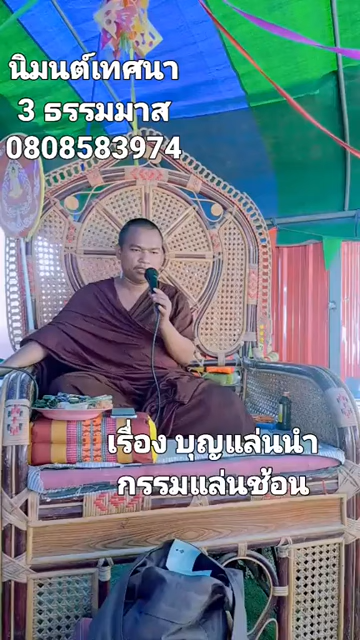 นิมนต์เทศนา
3 ธรรมมาส
0808583974
เรื่อง บุญแล่นนำ
กรรมแล่นซ้อน